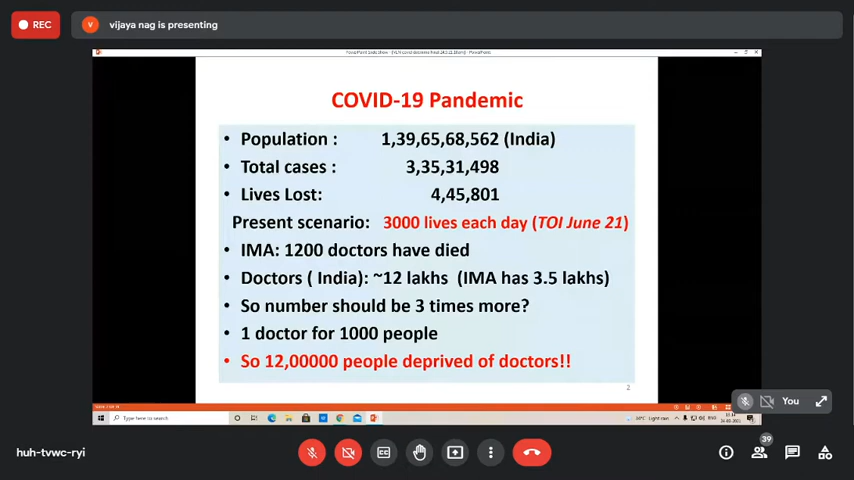 REC
V
vijaya nag is presenting
COVID-19 Pandemic
• Population : 1,39,65,68,562 (India)
• Total cases : 3,35,31,498
• Lives Lost: 4,45,801
Present scenario: 3000 lives each day (TOI June 21)
• IMA: 1200 doctors have died
• Doctors ( India): ~12 lakhs (IMA has 3.5 lakhs)
• So number should be 3 times more?
• 1 doctor for 1000 people
• So 12,00000 people deprived of doctors!!
2
You
Type here to search
Light rain
39
huh-tvwc-ryi